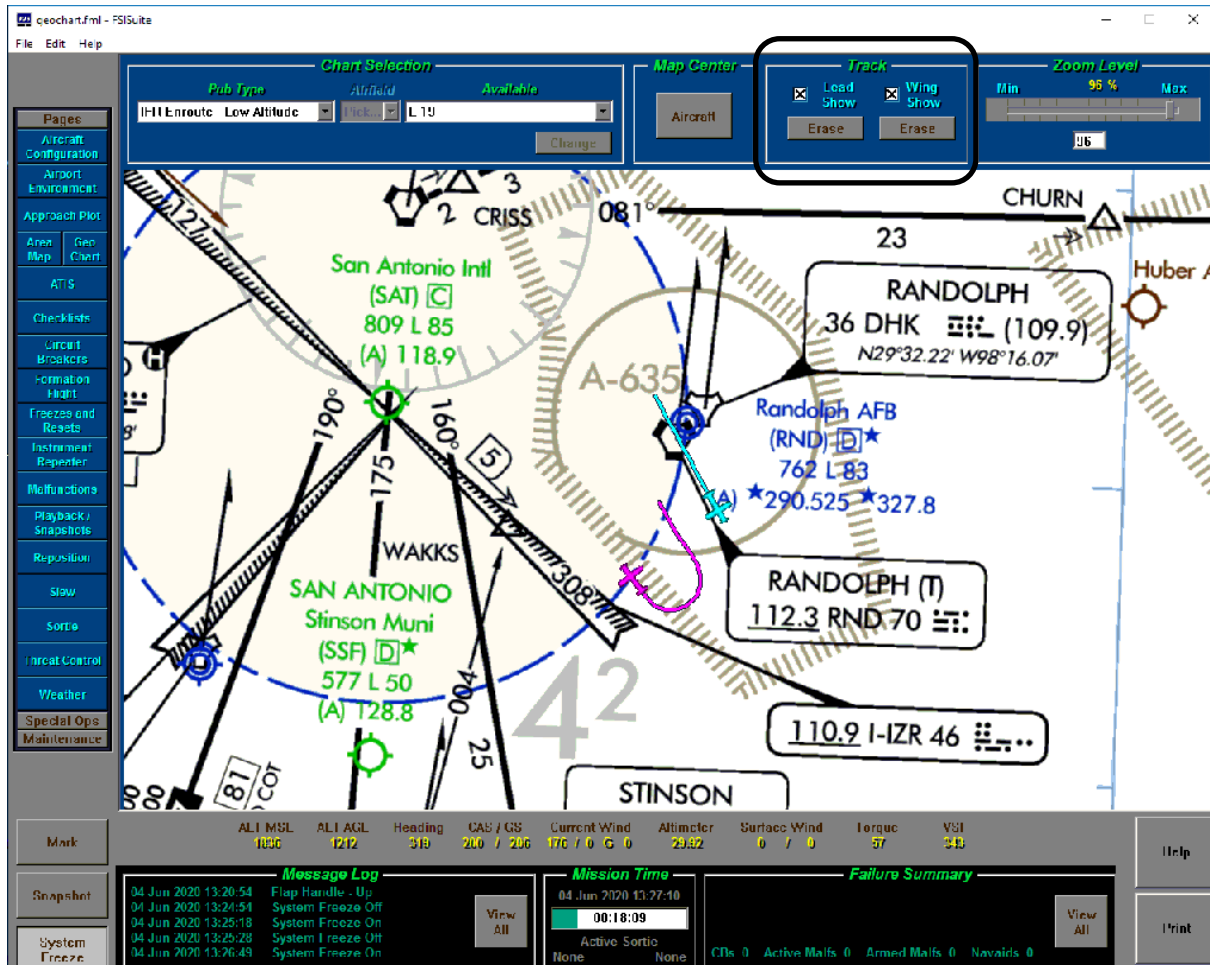 geochart.fml - FSISuite
File Edit Help
Chart Selection
Pub Type
Airfield
Available
IFR Enroute Low Altitude
Pick...
L 19
Change
Map Center
Aircraft
Track
Lead Show
Wing Show
Erase
Erase
Zoom Level
Min
96 %
Max
96
Pages
Aircraft Configuration
Airport Environment
Approach Plot
Area Map
Geo Chart
ATIS
Checklists
Circuit Breakers
Formation Flight
Freezes and Resets
Instrument Repeater
Malfunctions
Playback / Snapshots
Reposition
Slew
Sortie
Threat Control
Weather
Special Ops
Maintenance
127
2
3
CRISS
081°
23
CHURN
Huber A
San Antonio Intl
(SAT) C
809 L 85
(A) 118.9
A-635
RANDOLPH
36 DHK (109.9)
N29°32.22' W98°16.07'
H
190°
160°
175
5
Randolph AFB
(RND) D★
762 L 83
(A) ★290.525 ★327.8
WAKKS
308
RANDOLPH (T)
112.3 RND 70
SAN ANTONIO
Stinson Muni
(SSF) D★
577 L 50
(A) 128.8
004
42
110.9 I-IZR 46
25
81
COT
00
00
STINSON
Mark
Snapshot
System Freeze
ALT MSL
ALT AGL
Heading
CAS / GS
Current Wind
Altimeter
Surface Wind
Torque
VSI
1836
1212
319
200 / 206
176 / 0 G 0
29.92
0 / 0
57
343
Help
Print
Message Log
04 Jun 2020 13:20:54 Flap Handle - Up
04 Jun 2020 13:24:54 System Freeze Off
04 Jun 2020 13:25:18 System Freeze On
04 Jun 2020 13:25:28 System Freeze Off
04 Jun 2020 13:26:49 System Freeze On
View All
Mission Time
04 Jun 2020 13:27:10
00:18:09
Active Sortie
None
None
Failure Summary
View All
CBs 0 Active Malfs 0 Armed Malfs 0 Navaids 0